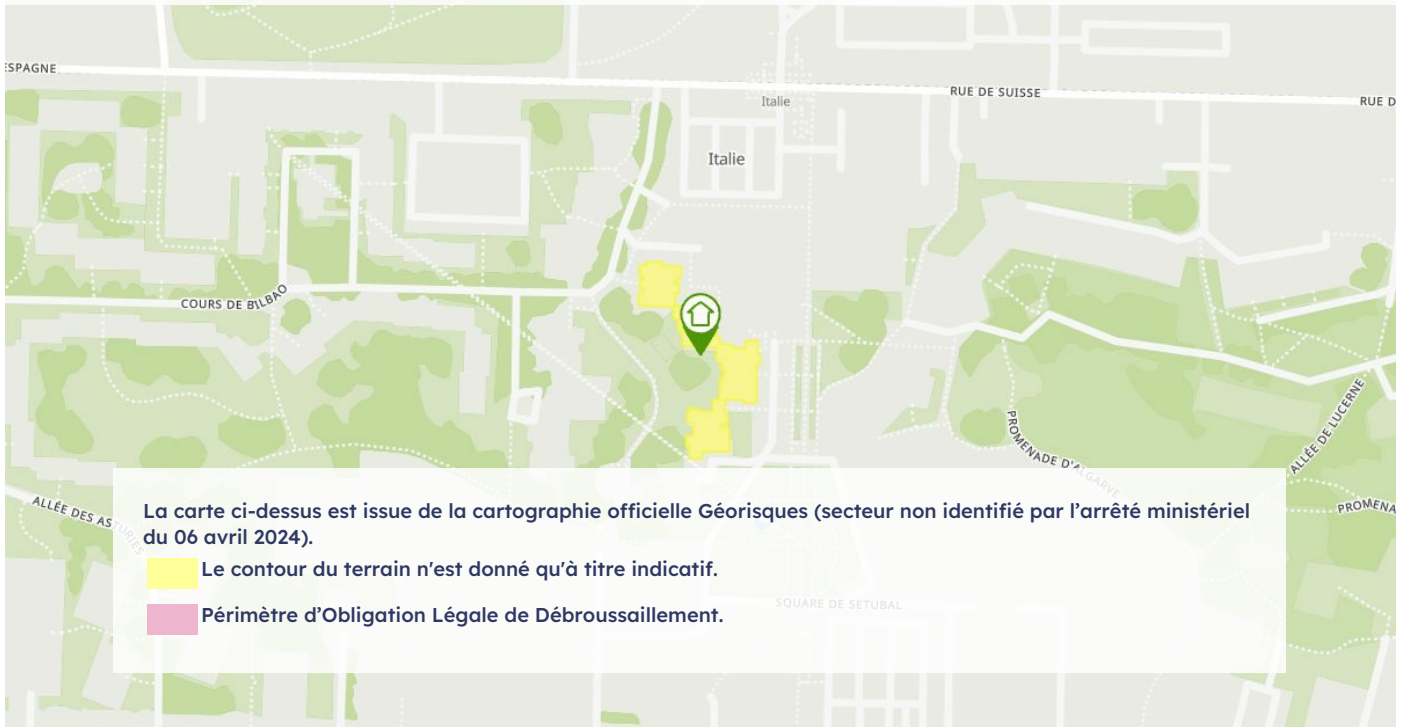 ESPAGNE
RUE DE SUISSE
RUE D
Italie
Italie
COURS DE BILBAO
PROMENADE D'ALGARVE
ALLÉE DE LUCERNE
ALLÉE DES ASTURIES
PROMENA
La carte ci-dessus est issue de la cartographie officielle Géorisques (secteur non identifié par l’arrêté ministériel
du 06 avril 2024).
Le contour du terrain n'est donné qu'à titre indicatif.
SQUARE DE SETUBAL
Périmètre d’Obligation Légale de Débroussaillement.